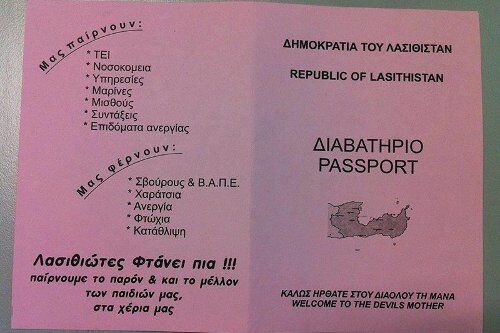 Μας παίρνουν:
* ΤΕΙ
* Νοσοκομεια
* Υπηρεσίες
* Μαρίνες
* Μισθούς
* Συντάξεις
* Επιδόματα ανεργίας
Μας φέρνουν:
* Σβούρους & Β.Α.Π.Ε.
* Χαράτσια
* Ανεργία
* Φτώχια
* Κατάθλιψη
Λασιθιώτες Φτάνει πια !!!
παίρνουμε το παρόν & και το μέλλον
των παιδιών μας,
στα χέρια μας
ΔΗΜΟΚΡΑΤΙΑ ΤΟΥ ΛΑΣΙΘΙΣΤΑΝ
REPUBLIC OF LASITHISTAN
ΔΙΑΒΑΤΗΡΙΟ
PASSPORT
ΚΑΛΩΣ ΗΡΘΑΤΕ ΣΤΟΥ ΔΙΑΟΛΟΥ ΤΗ ΜΑΝΑ
WELCOME TO THE DEVILS MOTHER